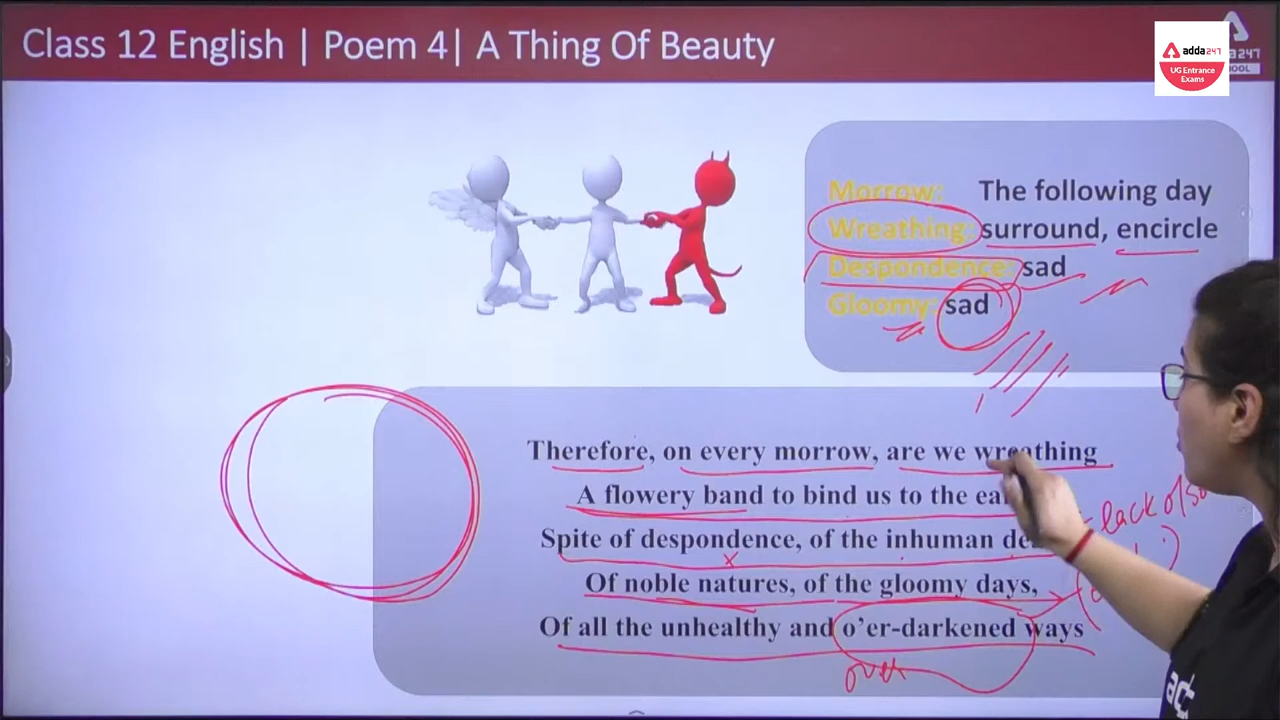 Class 12 English | Poem 4| A Thing Of Beauty
adda247
UG Entrance
Exams
Morrow: The following day
Wreathing: surround, encircle
Despondence: sad
Gloomy: sad
Therefore, on every morrow, are we wreathing
A flowery band to bind us to the
Spite of despondence, of the inhuman
lack of
Of noble natures, of the gloomy days,
Of all the unhealthy and o'er-darkened ways
over